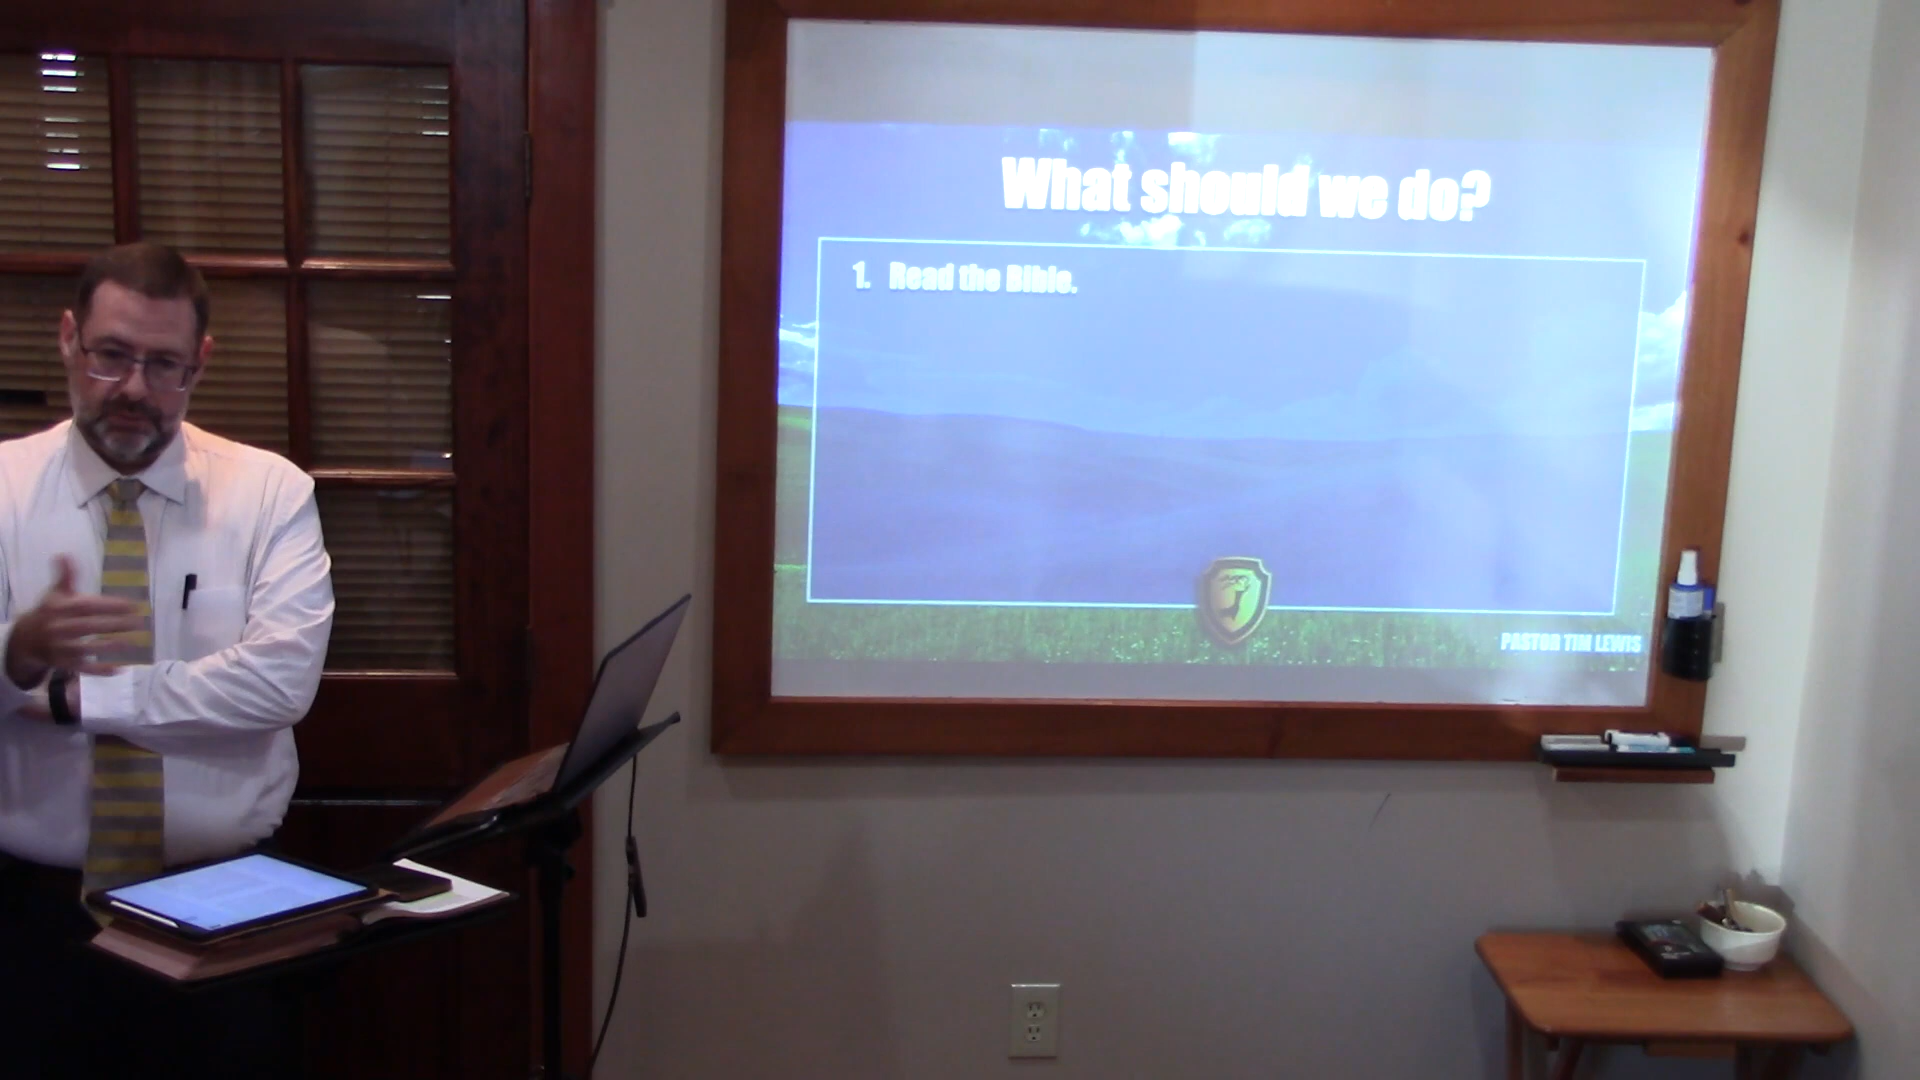 What should we do?
1. Read the Bible.
PASTOR TIM LEWIS